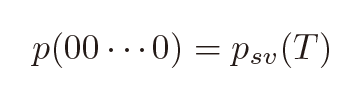 p(00 ⋯ 0) = p_{sv}(T)